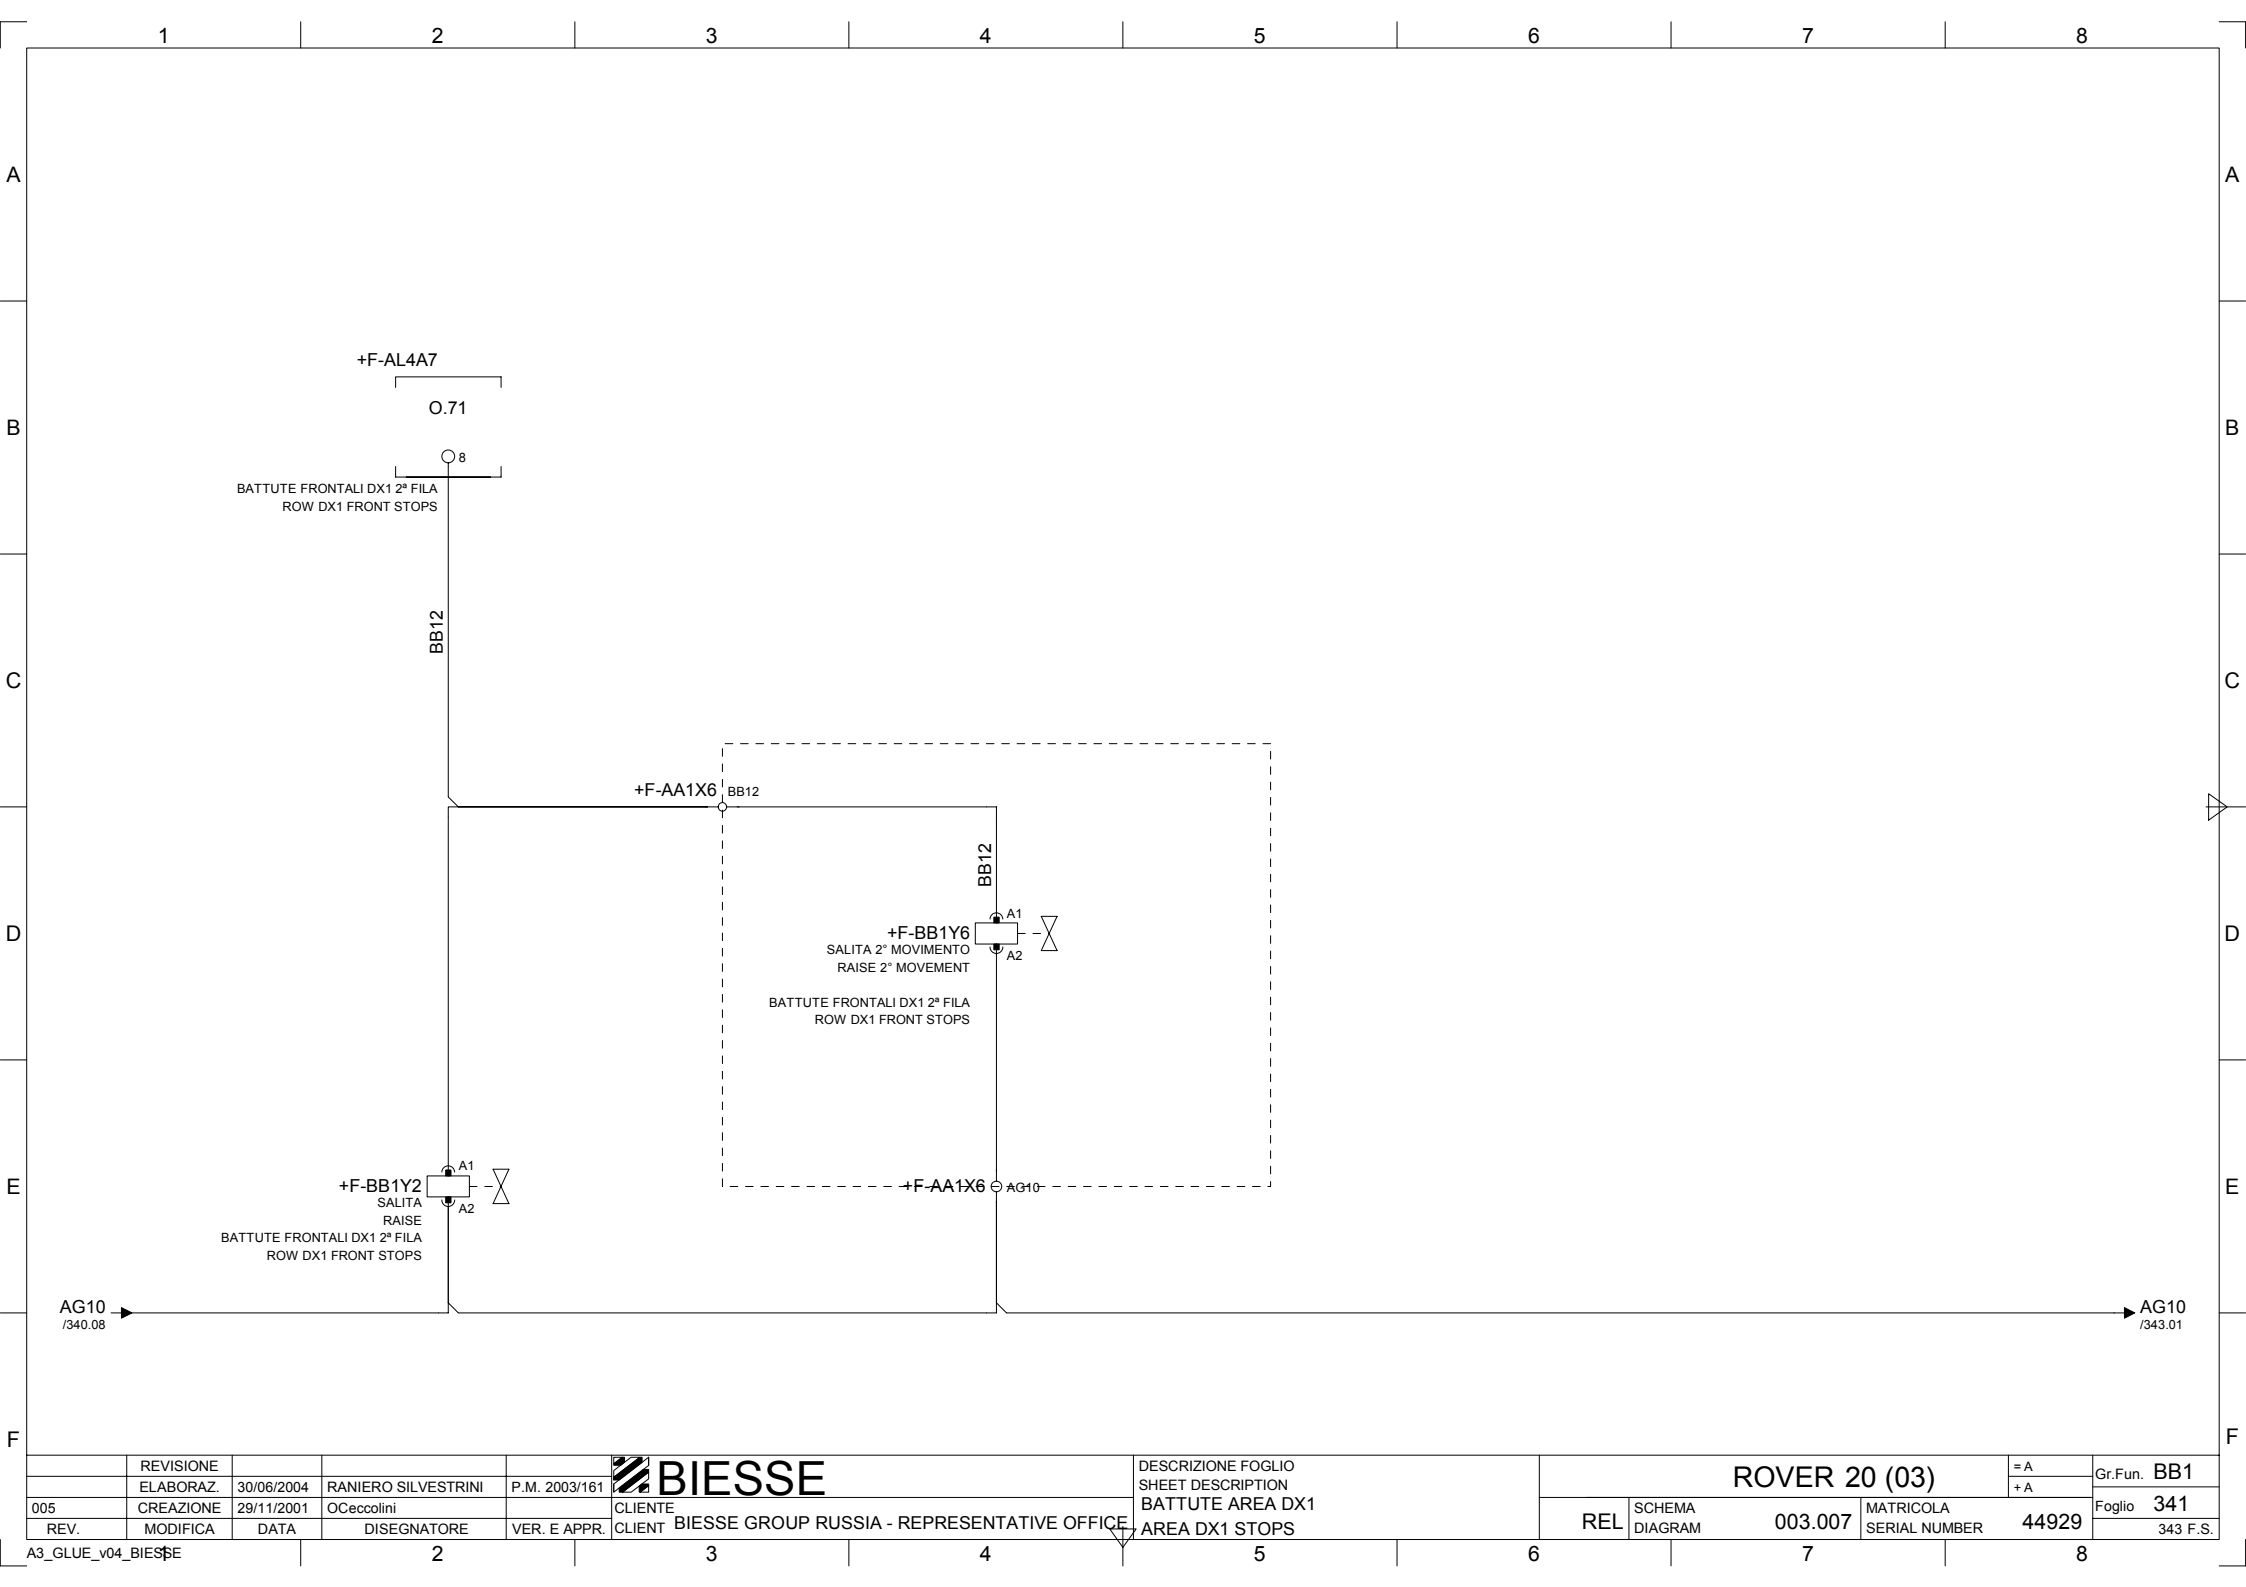 1 2 3 4 5 6 7 8
A A
+F-AL4A7
O.71
B B
8
BATTUTE FRONTALI DX1 2ª FILA
ROW DX1 FRONT STOPS
BB12
C C
+F-AA1X6 BB12
BB12
A1
D +F-BB1Y6 D
SALITA 2° MOVIMENTO
A2
RAISE 2° MOVEMENT
BATTUTE FRONTALI DX1 2ª FILA
ROW DX1 FRONT STOPS
A1
E +F-BB1Y2 +F-AA1X6 AG10 E
SALITA
A2
RAISE
BATTUTE FRONTALI DX1 2ª FILA
ROW DX1 FRONT STOPS
AG10 AG10
/340.08 /343.01
F F
REVISIONE
ELABORAZ. 30/06/2004 RANIERO SILVESTRINI P.M. 2003/161
005 CREAZIONE 29/11/2001 OCeccolini
REV. MODIFICA DATA DISEGNATORE VER. E APPR.
BIESSE
CLIENTE
CLIENT BIESSE GROUP RUSSIA - REPRESENTATIVE OFFICE
DESCRIZIONE FOGLIO
SHEET DESCRIPTION
BATTUTE AREA DX1
AREA DX1 STOPS
ROVER 20 (03)
= A
+ A
Gr.Fun. BB1
REL
SCHEMA
DIAGRAM
003.007
MATRICOLA
SERIAL NUMBER
44929
Foglio 341
343 F.S.
A3_GLUE_v04_BIESSE
1 2 3 4 5 6 7 8